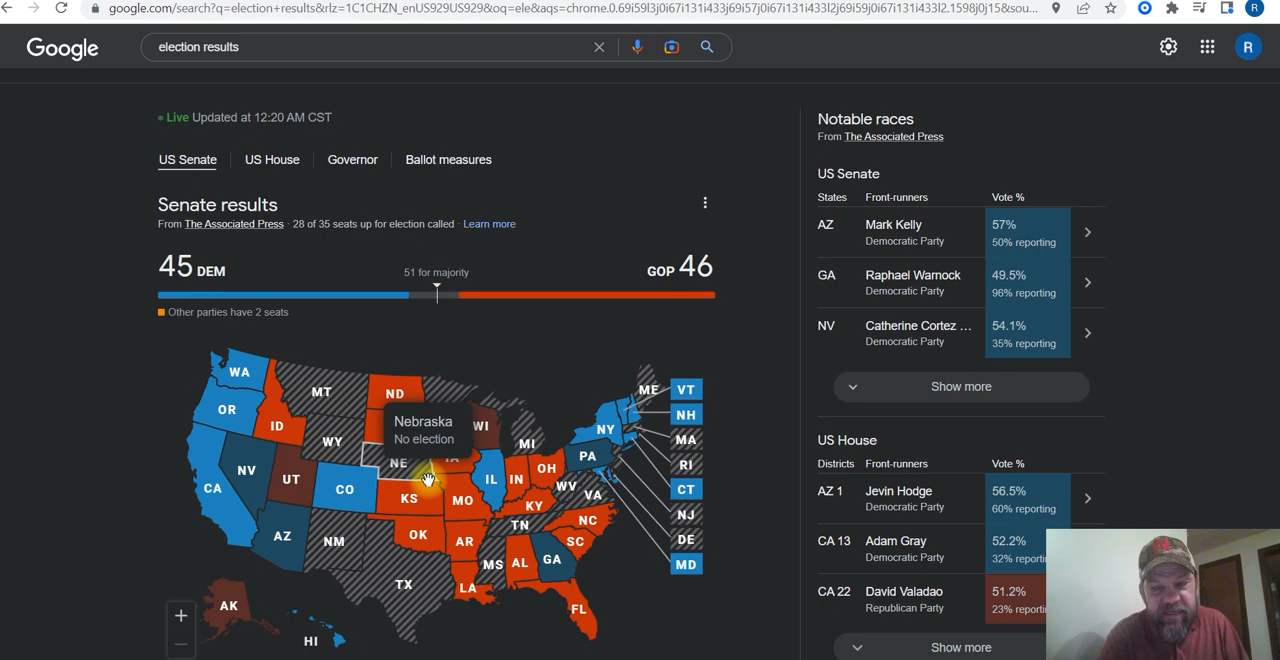 google.com/search?q=election+results&rlz=1C1CHZN_enUS929US929&oq=ele&aqs=chrome.0.69i59l3j0i67i131i433j69i57j0i67i131i433l2j69i59j0i67i131i433l2.1598j0j15&sou...
R
Google
election results
R
Live Updated at 12:20 AM CST
US Senate
US House
Governor
Ballot measures
Senate results
From The Associated Press · 28 of 35 seats up for election called · Learn more
45 DEM
51 for majority
GOP 46
Other parties have 2 seats
WA
MT
ND
ME
VT
OR
ID
Nebraska
No election
WI
NY
NH
WY
MI
MA
NV
NE
IA
PA
RI
CA
UT
CO
IL
IN
OH
WV
CT
KS
MO
KY
VA
NJ
AZ
NM
OK
AR
TN
NC
DE
TX
MS
AL
SC
GA
MD
LA
FL
AK
HI
+
−
Notable races
From The Associated Press
US Senate
States Front-runners Vote %
AZ Mark Kelly 57%
Democratic Party 50% reporting
GA Raphael Warnock 49.5%
Democratic Party 96% reporting
NV Catherine Cortez ... 54.1%
Democratic Party 35% reporting
Show more
US House
Districts Front-runners Vote %
AZ 1 Jevin Hodge 56.5%
Democratic Party 60% reporting
CA 13 Adam Gray 52.2%
Democratic Party 32% reporti
CA 22 David Valadao 51.2%
Republican Party 23% reporti
Show more